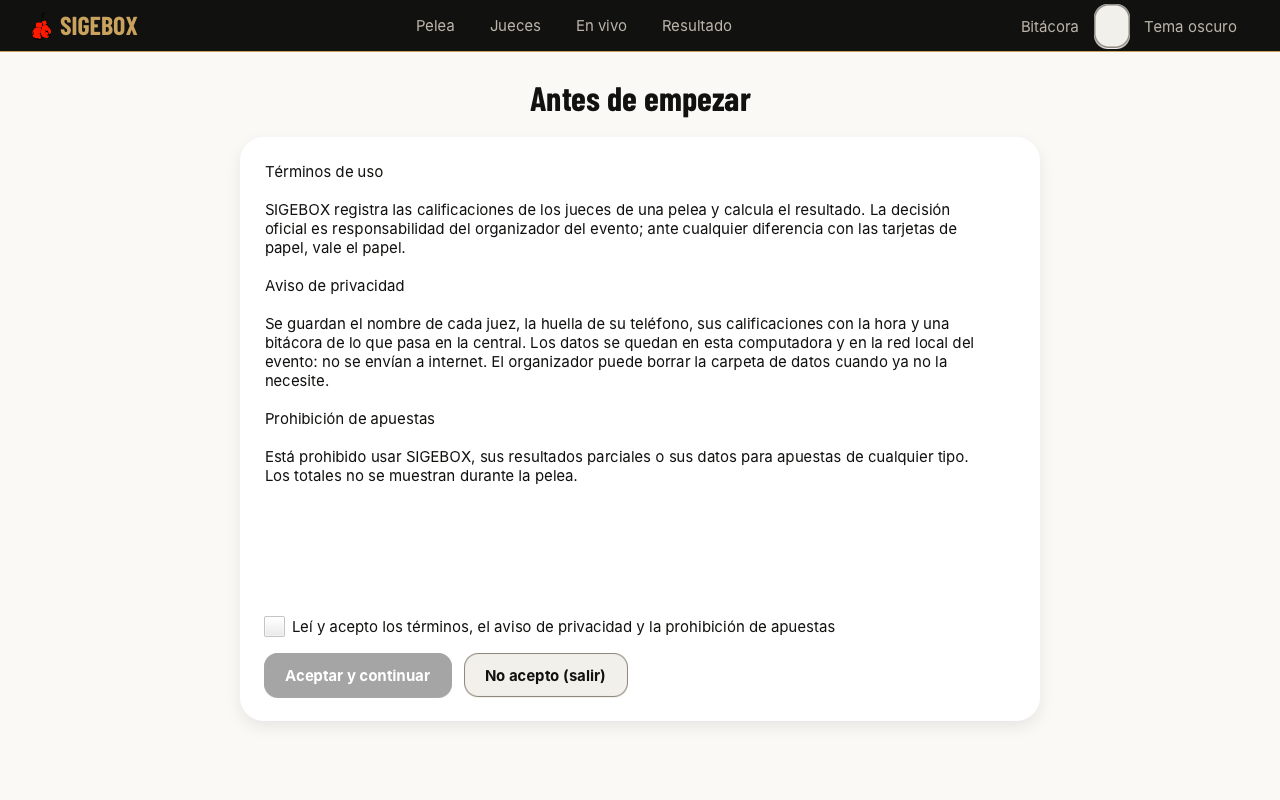 SIGEBOX
Pelea
Jueces
En vivo
Resultado
Bitácora
Tema oscuro
Antes de empezar
Términos de uso
SIGEBOX registra las calificaciones de los jueces de una pelea y calcula el resultado. La decisión
oficial es responsabilidad del organizador del evento; ante cualquier diferencia con las tarjetas de
papel, vale el papel.
Aviso de privacidad
Se guardan el nombre de cada juez, la huella de su teléfono, sus calificaciones con la hora y una
bitácora de lo que pasa en la central. Los datos se quedan en esta computadora y en la red local del
evento: no se envían a internet. El organizador puede borrar la carpeta de datos cuando ya no la
necesite.
Prohibición de apuestas
Está prohibido usar SIGEBOX, sus resultados parciales o sus datos para apuestas de cualquier tipo.
Los totales no se muestran durante la pelea.
Leí y acepto los términos, el aviso de privacidad y la prohibición de apuestas
Aceptar y continuar
No acepto (salir)